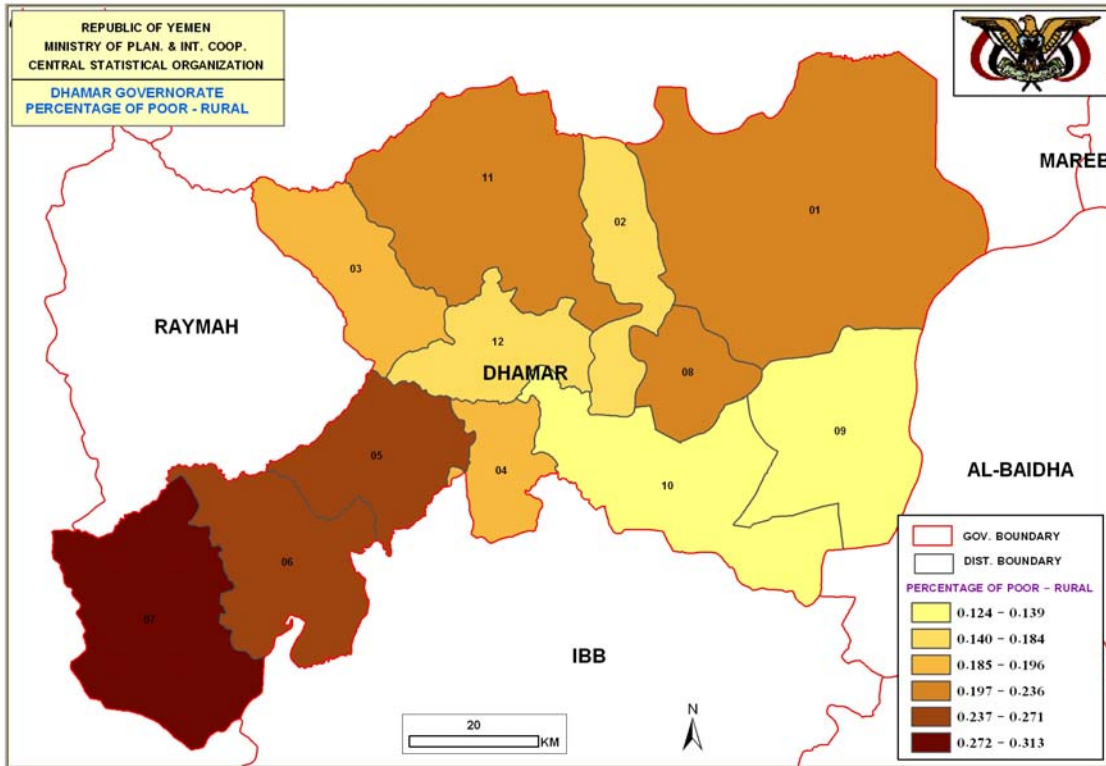 REPUBLIC OF YEMEN
MINISTRY OF PLAN. & INT. COOP.
CENTRAL STATISTICAL ORGANIZATION
DHAMAR GOVERNORATE
PERCENTAGE OF POOR - RURAL
MAREB
11
01
02
03
RAYMAH
12
DHAMAR
08
09
05
04
10
AL-BAIDHA
06
07
IBB
GOV. BOUNDARY
DIST. BOUNDARY
PERCENTAGE OF POOR – RURAL
0.124 – 0.139
0.140 – 0.184
0.185 – 0.196
0.197 – 0.236
0.237 – 0.271
0.272 – 0.313
20
KM
N